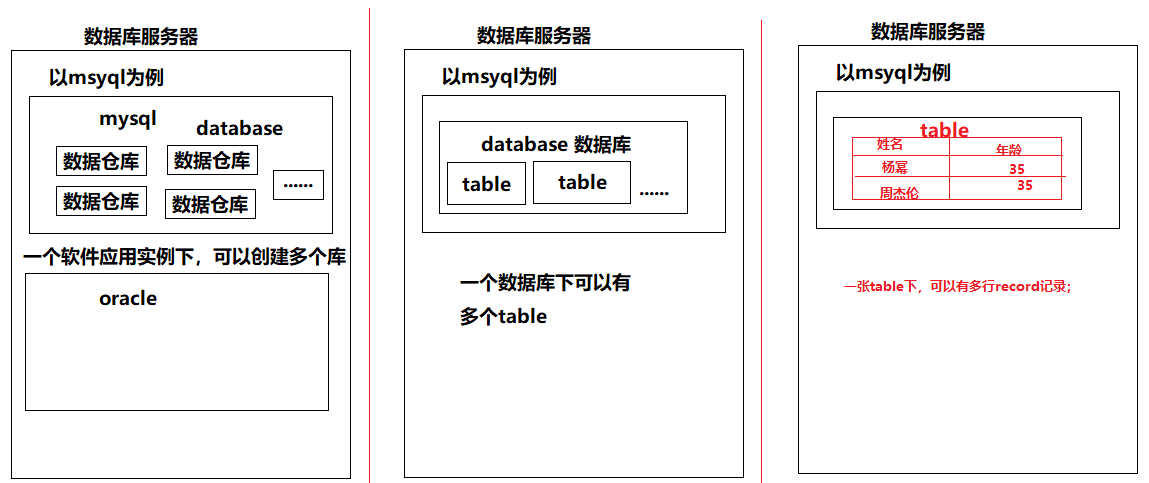 数据库服务器
以msyql为例
mysql
database
数据仓库
数据仓库
数据仓库
数据仓库
......
一个软件应用实例下，可以创建多个库
oracle
数据库服务器
以msyql为例
database 数据库
table
table
......
一个数据库下可以有
多个table
数据库服务器
以msyql为例
table
姓名
年龄
杨幂
35
周杰伦
35
一张table下，可以有多行record记录；